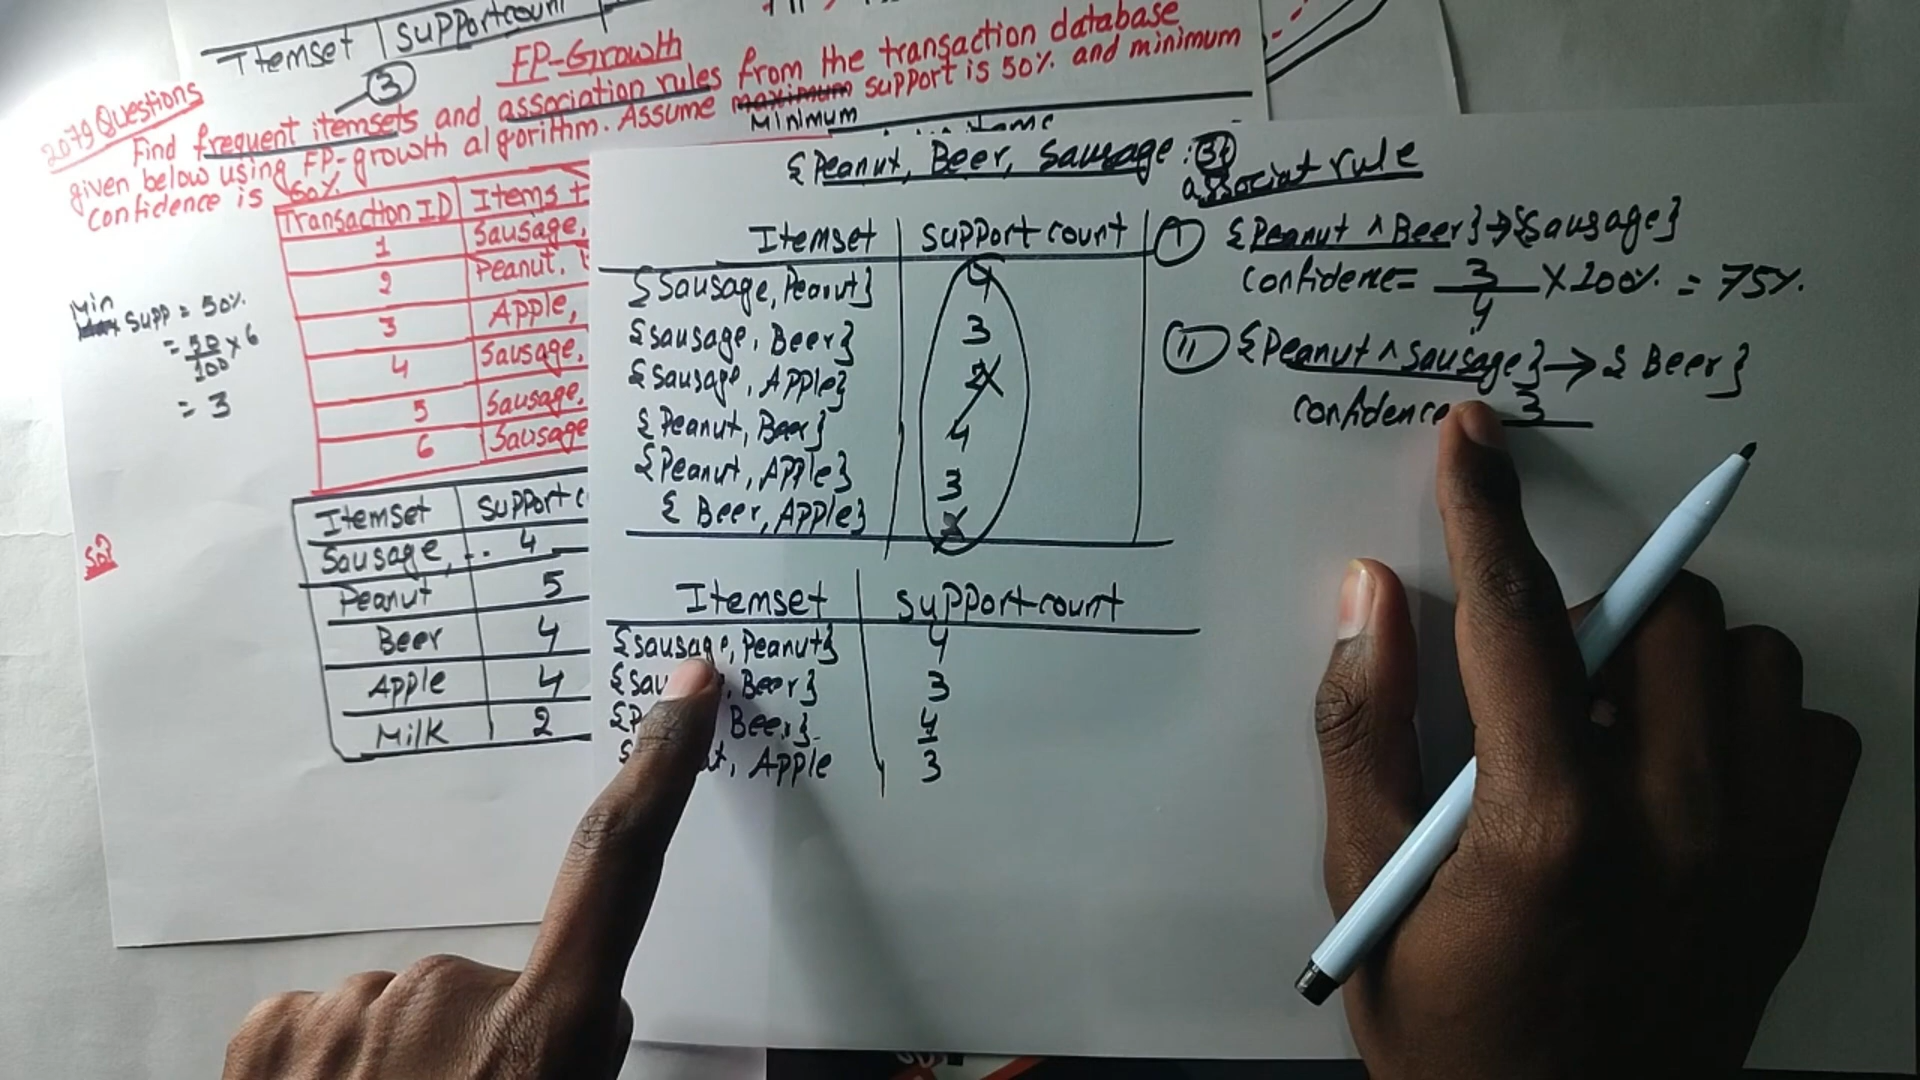 Itemset | support count
3
FP-Growth
2079 Questions
Find frequent itemsets and association rules from the transaction database
given below using FP-growth algorithm. Assume maximum support is 50% and minimum
Minimum
confidence is 60%
Transaction ID | Items
1 | Sausage,
2 | Peanut,
3 | Apple,
4 | Sausage,
5 | Sausage,
6 | Sausage
Min
supp = 50%
= 50/100 × 6
= 3
Sol
Itemset | support c
Sausage, | 4
Peanut | 5
Beer | 4
Apple | 4
Milk | 2
{Peanut, Beer, Sausage : 3}
Itemset | support count
{Sausage, Peanut} 4
{sausage, Beer} 3
{sausage, Apple} 2
{Peanut, Beer} 4
{Peanut, Apple} 3
{ Beer, Apple}
Itemset | support count
{sausage, Peanut} 4
{sau , Beer} 3
{P Beer} 4
t, Apple 3
associat rule
I {Peanut ∧ Beer} → {Sausage}
confidence = 3/4 × 100% = 75%.
II {Peanut ∧ Sausage} → { Beer}
confidence 3